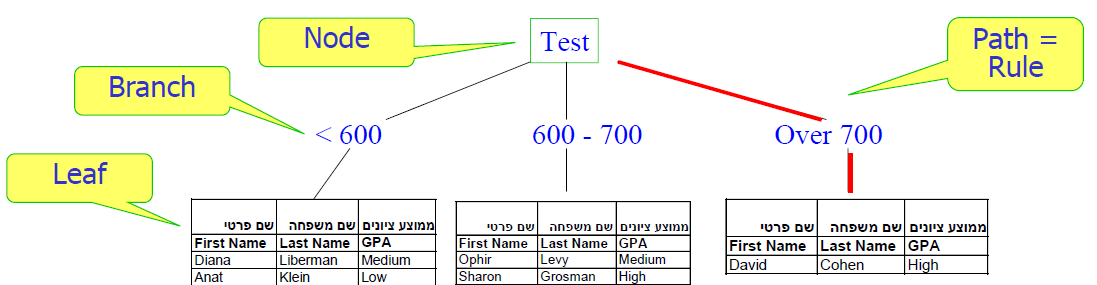 Node
Test
Path =
Rule
Branch
< 600
600 - 700
Over 700
Leaf
שם פרטי שם משפחה ממוצע ציונים
First Name Last Name GPA
Diana Liberman Medium
Anat Klein Low
שם פרטי שם משפחה ממוצע ציונים
First Name Last Name GPA
Ophir Levy Medium
Sharon Grosman High
שם פרטי שם משפחה ממוצע ציונים
First Name Last Name GPA
David Cohen High